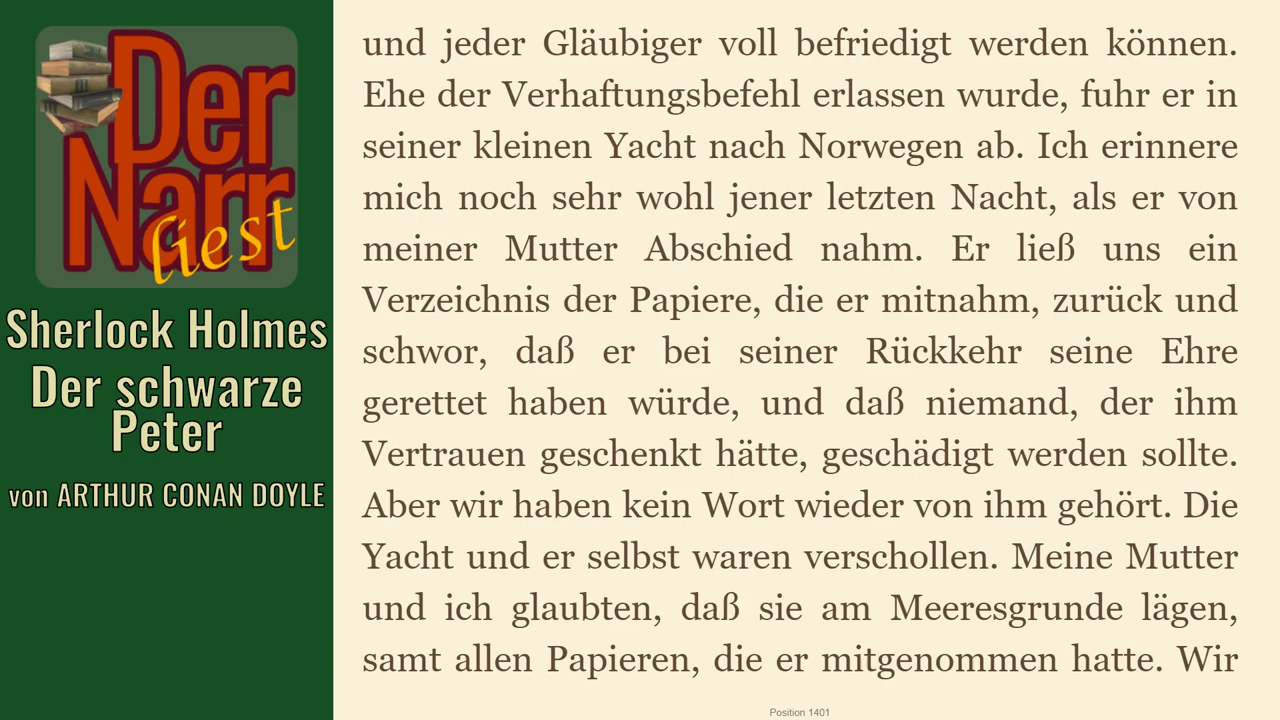 Der
Narr
liest
Sherlock Holmes
Der schwarze
Peter
von ARTHUR CONAN DOYLE
und jeder Gläubiger voll befriedigt werden können.
Ehe der Verhaftungsbefehl erlassen wurde, fuhr er in
seiner kleinen Yacht nach Norwegen ab. Ich erinnere
mich noch sehr wohl jener letzten Nacht, als er von
meiner Mutter Abschied nahm. Er ließ uns ein
Verzeichnis der Papiere, die er mitnahm, zurück und
schwor, daß er bei seiner Rückkehr seine Ehre
gerettet haben würde, und daß niemand, der ihm
Vertrauen geschenkt hätte, geschädigt werden sollte.
Aber wir haben kein Wort wieder von ihm gehört. Die
Yacht und er selbst waren verschollen. Meine Mutter
und ich glaubten, daß sie am Meeresgrunde lägen,
samt allen Papieren, die er mitgenommen hatte. Wir
Position 1401